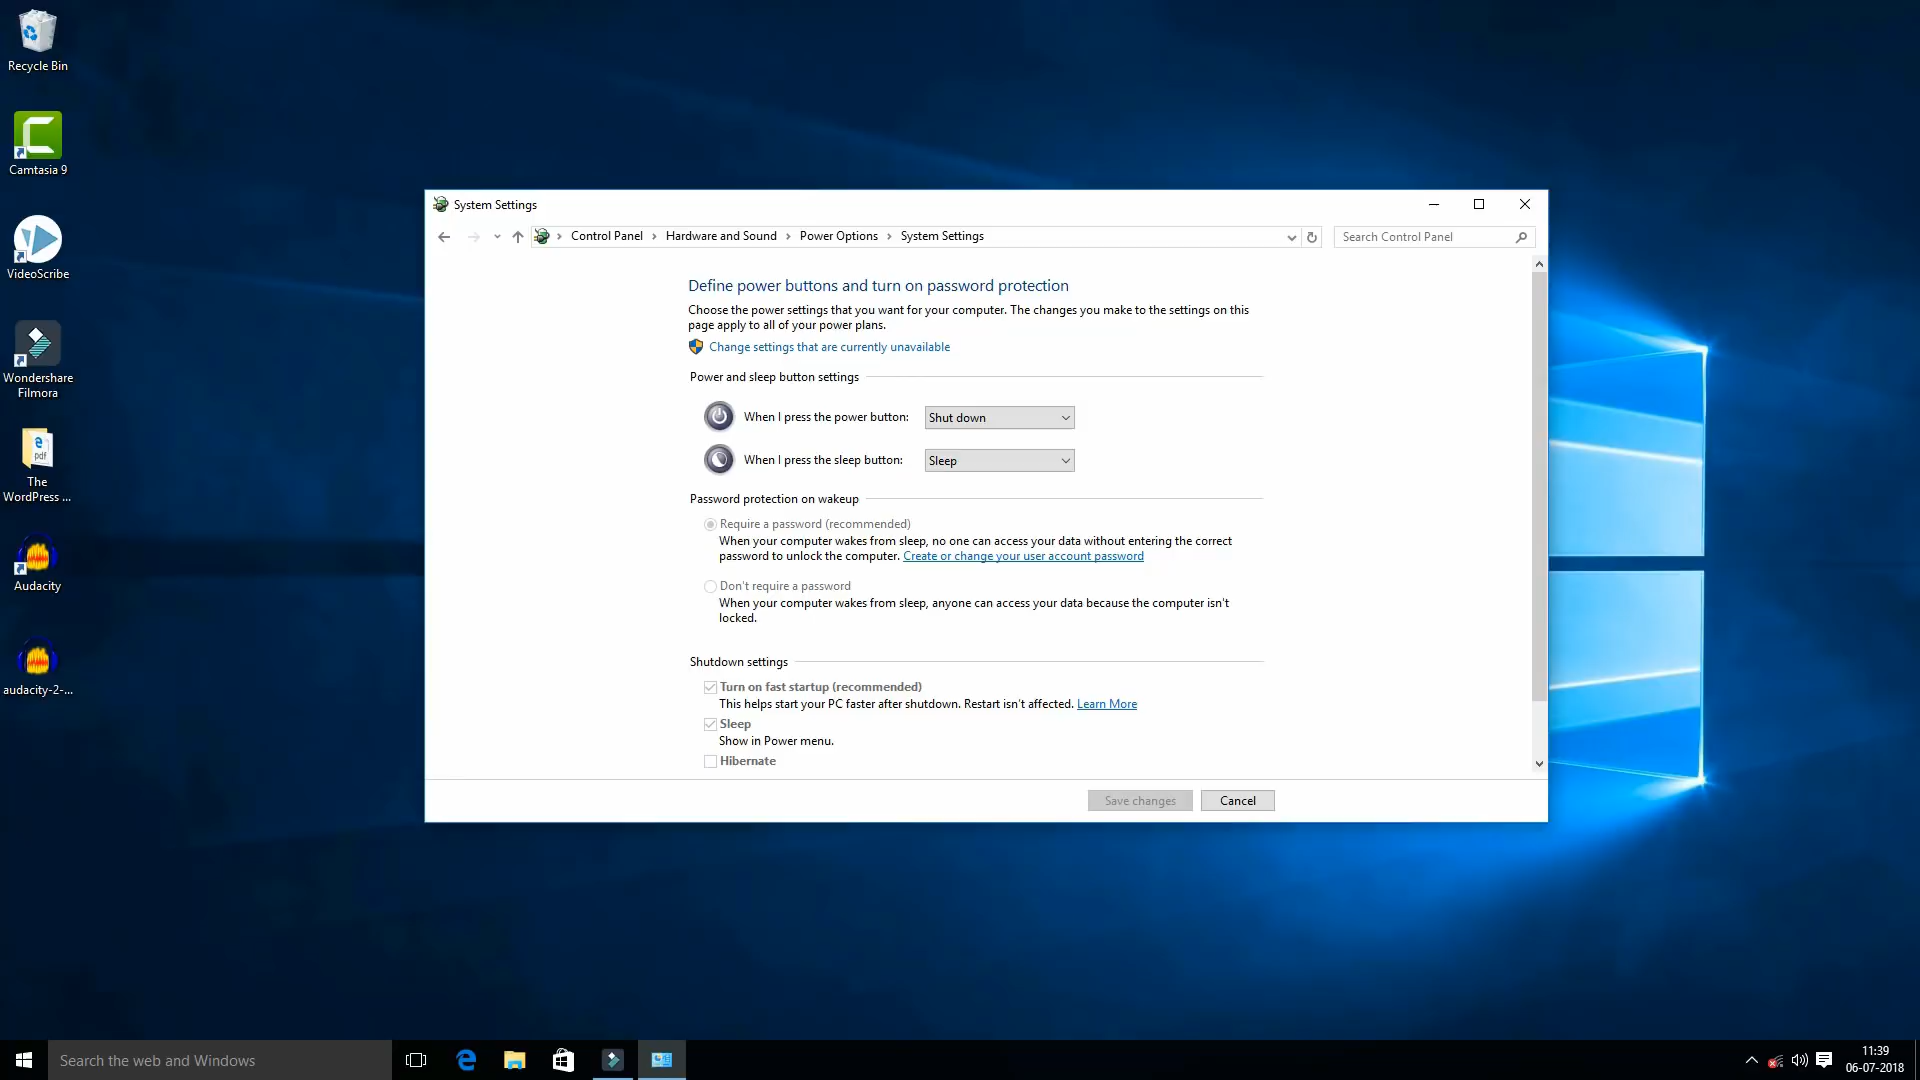 Recycle Bin
Camtasia 9
VideoScribe
Wondershare
Filmora
pdf
The
WordPress ...
Audacity
audacity-2-...
System Settings
Control Panel > Hardware and Sound > Power Options > System Settings
Search Control Panel
Define power buttons and turn on password protection
Choose the power settings that you want for your computer. The changes you make to the settings on this
page apply to all of your power plans.
Change settings that are currently unavailable
Power and sleep button settings
When I press the power button: Shut down
When I press the sleep button: Sleep
Password protection on wakeup
Require a password (recommended)
When your computer wakes from sleep, no one can access your data without entering the correct
password to unlock the computer. Create or change your user account password
Don't require a password
When your computer wakes from sleep, anyone can access your data because the computer isn't
locked.
Shutdown settings
Turn on fast startup (recommended)
This helps start your PC faster after shutdown. Restart isn't affected. Learn More
Sleep
Show in Power menu.
Hibernate
Save changes Cancel
Search the web and Windows
11:39
06-07-2018